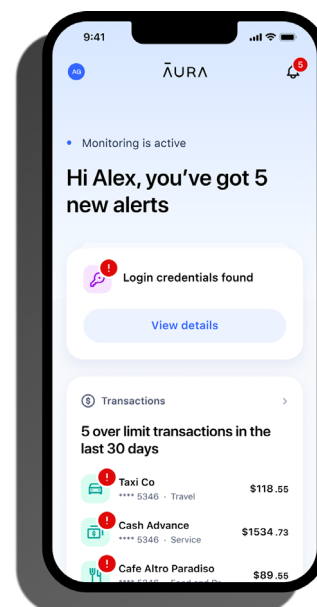 9:41
AG
ĀURA
5
Monitoring is active
Hi Alex, you’ve got 5
new alerts
!
Login credentials found
View details
Transactions
5 over limit transactions in the
last 30 days
!
Taxi Co
**** 5346 · Travel
$118.55
!
Cash Advance
**** 5346 · Service
$1534.73
!
Cafe Altro Paradiso
$89.55